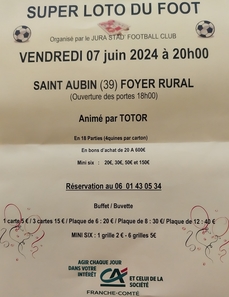 SUPER LOTO DU FOOT
Organisé par le JURA STAD' FOOTBALL CLUB
VENDREDI 07 juin 2024 à 20h00
SAINT AUBIN (39) FOYER RURAL
(Ouverture des portes 18h00)
Animé par TOTOR
En 18 Parties (4quines par carton)
En bons d'achat de 20 A 600€
Mini six : 20€, 30€, 50€ et 150€
Réservation au 06 01 43 05 34
Buffet / Buvette
1 carte 5 € / 3 cartes 15 € / Plaque de 6 : 20 € / Plaque de 8 : 30 €/ Plaque de 12 : 40 €
MINI SIX : 1 grille 2 € - 6 grilles 5€
AGIR CHAQUE JOUR
DANS VOTRE
INTÉRÊT
CA
ET CELUI DE LA
SOCIÉTÉ
FRANCHE-COMTÉ